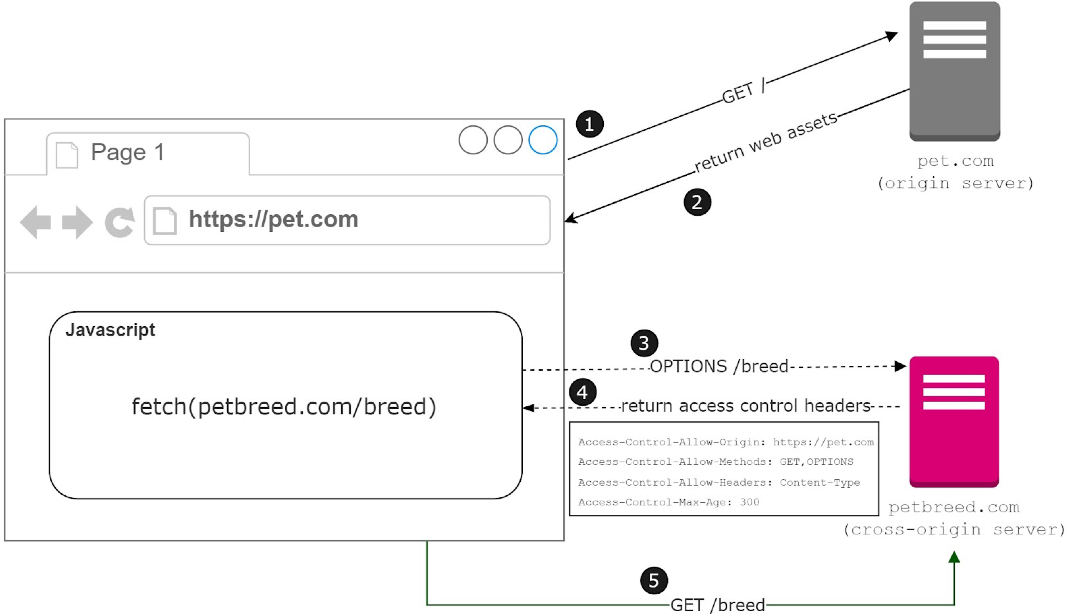 1
GET /
return web assets
2
pet.com
(origin server)
Page 1
https://pet.com
Javascript
fetch(petbreed.com/breed)
3
OPTIONS /breed
4
return access control headers
Access-Control-Allow-Origin: https://pet.com
Access-Control-Allow-Methods: GET,OPTIONS
Access-Control-Allow-Headers: Content-Type
Access-Control-Max-Age: 300
petbreed.com
(cross-origin server)
5
GET /breed